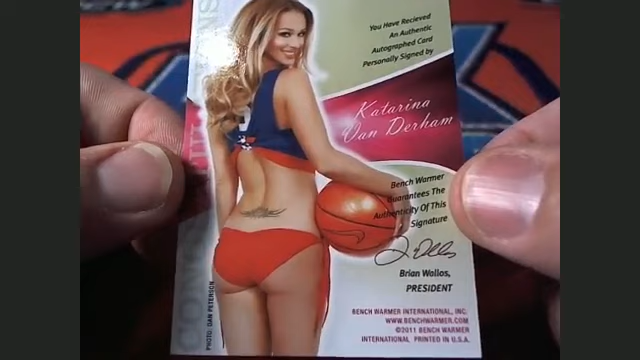 You Have Recieved
An Authentic
Autographed Card
Personally Signed by
Katarina
Van Derham
Bench Warmer
Guarantees The
Authenticity Of This
Signature
Brian Wallos,
PRESIDENT
BENCH WARMER INTERNATIONAL, INC.
WWW.BENCHWARMER.COM
©2011 BENCH WARMER
INTERNATIONAL PRINTED IN U.S.A.
PHOTO: DAN PETERSON